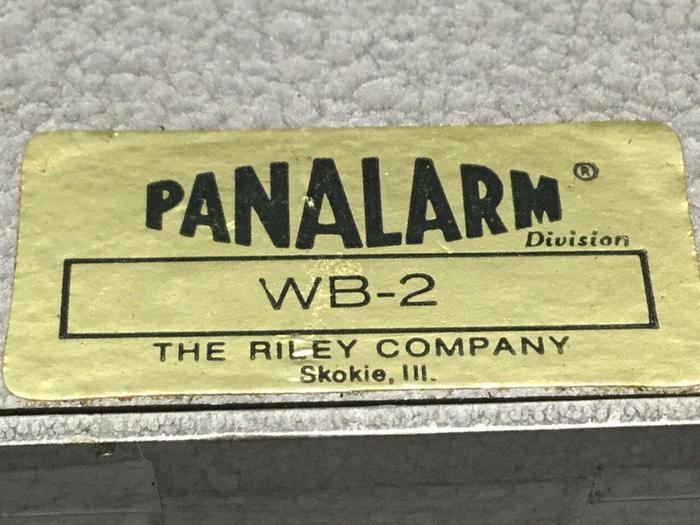 PANALARM®
Division
WB-2
THE RILEY COMPANY
Skokie, Ill.